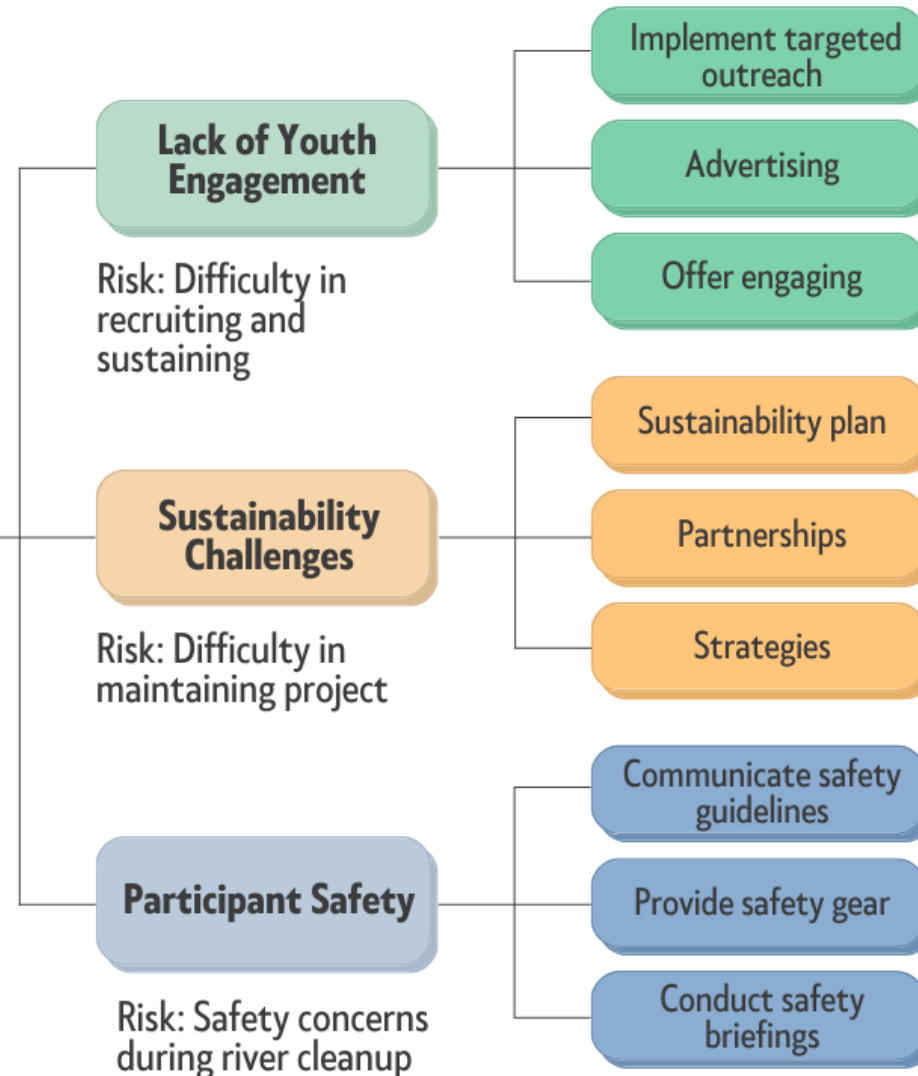 Implement targeted
outreach
Lack of Youth
Engagement
Advertising
Offer engaging
Risk: Difficulty in
recruiting and
sustaining
Sustainability plan
Sustainability
Challenges
Partnerships
Strategies
Risk: Difficulty in
maintaining project
Communicate safety
guidelines
Participant Safety
Provide safety gear
Conduct safety
briefings
Risk: Safety concerns
during river cleanup